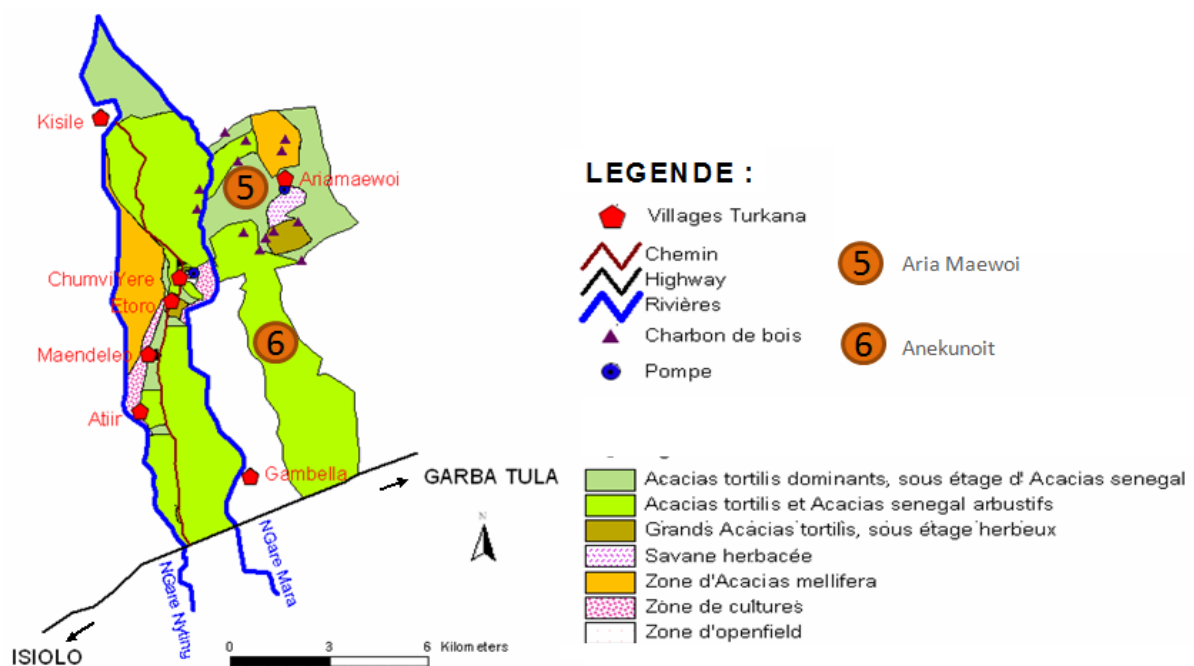 Kisile
5
Ariamaewoi
ChumviYere
Etoro
Maendeleo
6
Atiir
Gambella
GARBA TULA
N
NGare Mara
NGare Nytiny
ISIOLO
0 3 6 Kilometers
LEGENDE :
Villages Turkana
Chemin
Highway
Rivières
Charbon de bois
Pompe
5 Aria Maewoi
6 Anekunoit
Acacias tortilis dominants, sous étage d' Acacias senegal
Acacias tortilis et Acacias senegal arbustifs
Grands Acacias tortilis, sous étage herbeux
Savane herbacée
Zone d'Acacias mellifera
Zone de cultures
Zone d'openfield